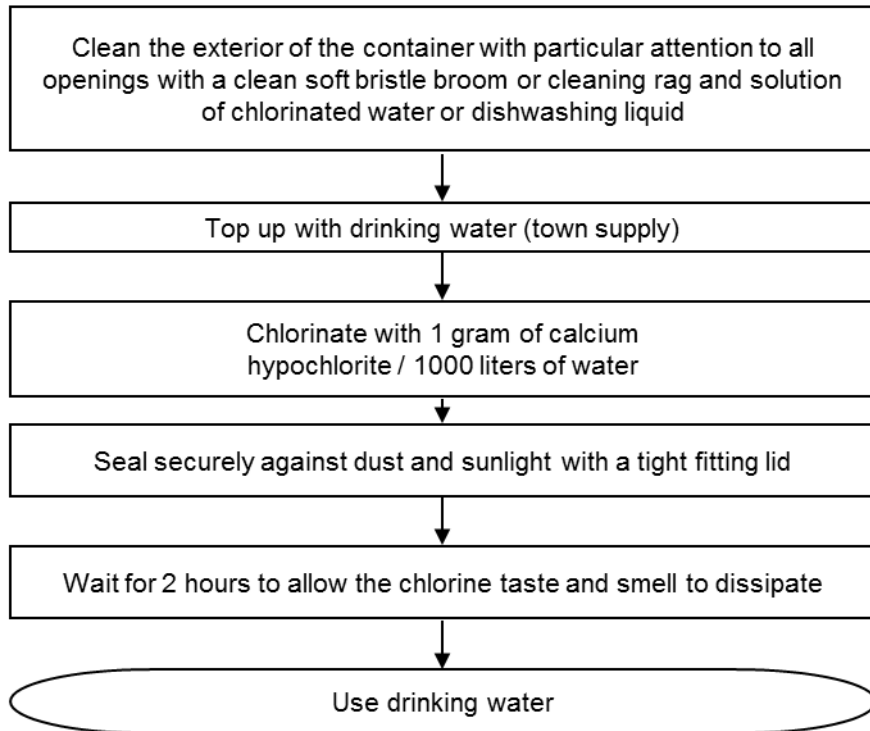 Clean the exterior of the container with particular attention to all
openings with a clean soft bristle broom or cleaning rag and solution
of chlorinated water or dishwashing liquid
Top up with drinking water (town supply)
Chlorinate with 1 gram of calcium
hypochlorite / 1000 liters of water
Seal securely against dust and sunlight with a tight fitting lid
Wait for 2 hours to allow the chlorine taste and smell to dissipate
Use drinking water